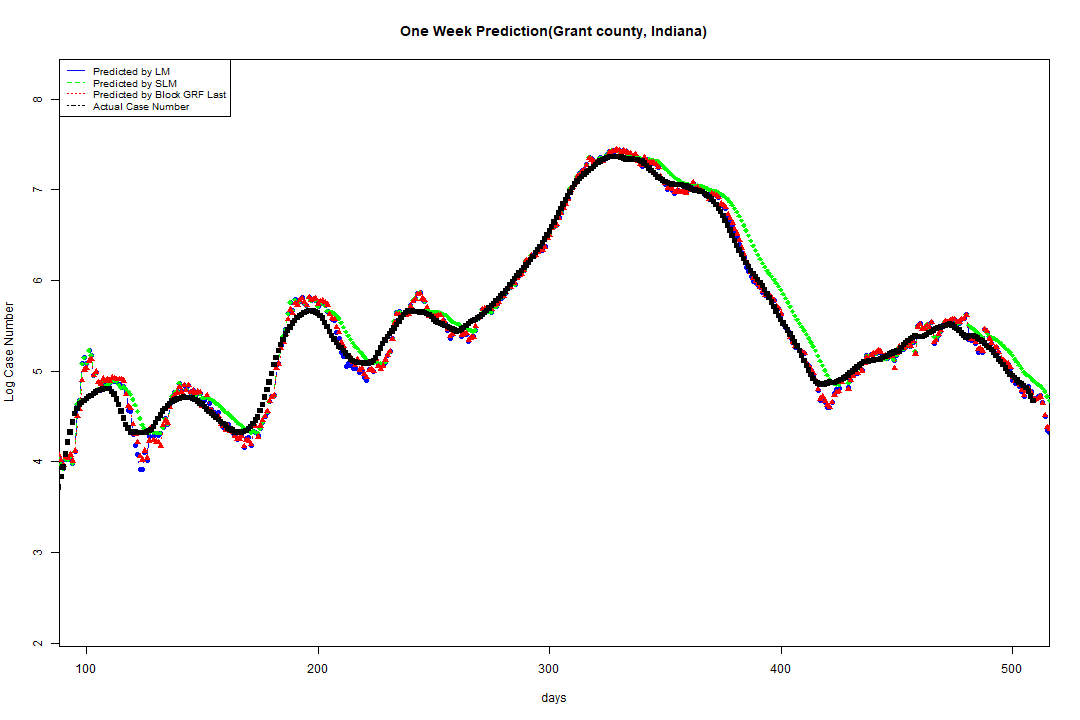 One Week Prediction(Grant county, Indiana)
Predicted by LM
Predicted by SLM
Predicted by Block GRF Last
Actual Case Number
8
7
6
5
4
3
2
Log Case Number
100 200 300 400 500
days